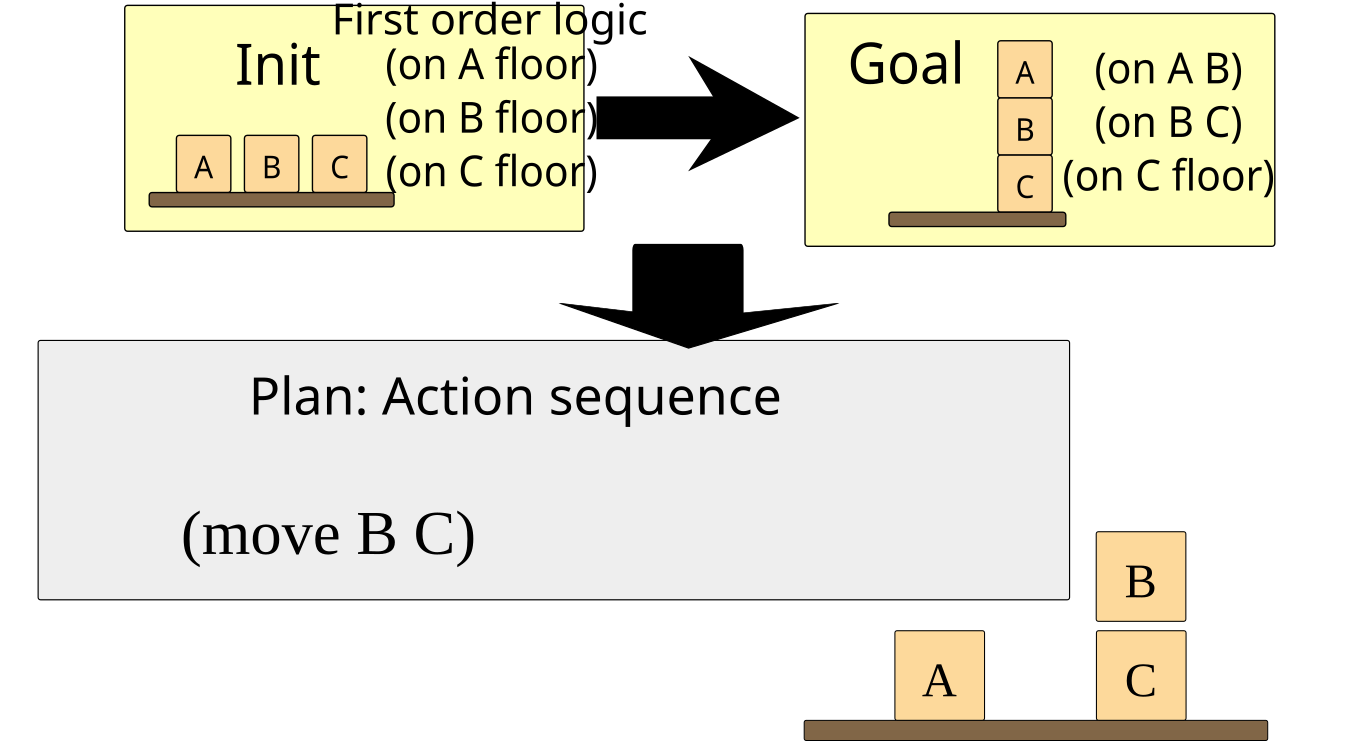 First order logic
Init
(on A floor)
(on B floor)
(on C floor)
A B C
Goal
A
B
C
(on A B)
(on B C)
(on C floor)
Plan: Action sequence
(move B C)
B
A C